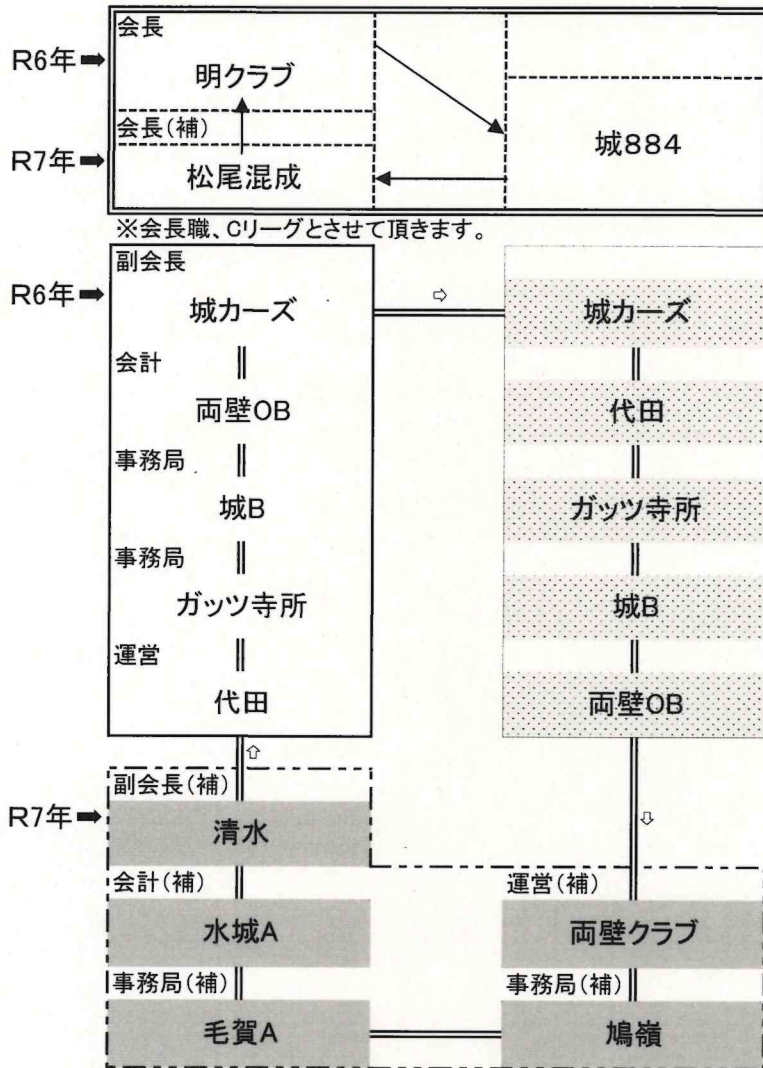 R6年➡
会長
明クラブ
会長(補)
R7年➡
松尾混成
城884
※会長職、Cリーグとさせて頂きます。
R6年➡
副会長
城カーズ
会計
両壁OB
事務局
城B
事務局
ガッツ寺所
運営
代田
城カーズ
代田
ガッツ寺所
城B
両壁OB
R7年➡
副会長(補)
清水
会計(補)
水城A
事務局(補)
毛賀A
運営(補)
両壁クラブ
事務局(補)
鳩嶺